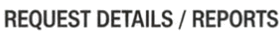 REQUEST DETAILS / REPORTS